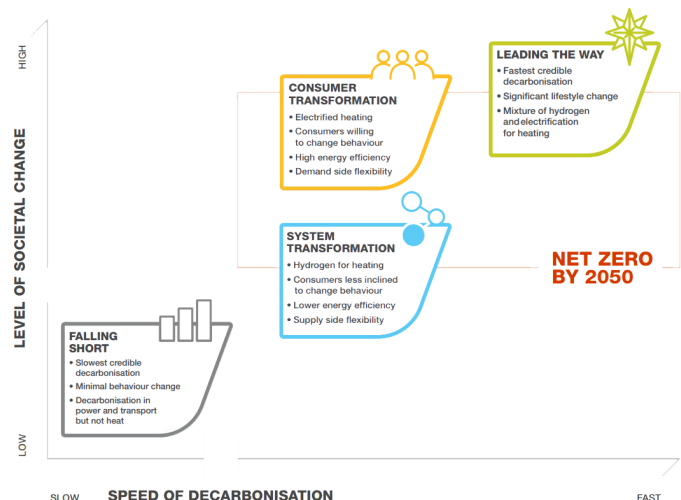 HIGH
LEVEL OF SOCIETAL CHANGE
LOW
LEADING THE WAY
• Fastest credible
decarbonisation
• Significant lifestyle change
• Mixture of hydrogen
and electrification
for heating
CONSUMER
TRANSFORMATION
• Electrified heating
• Consumers willing
to change behaviour
• High energy efficiency
• Demand side flexibility
SYSTEM
TRANSFORMATION
• Hydrogen for heating
• Consumers less inclined
to change behaviour
• Lower energy efficiency
• Supply side flexibility
NET ZERO
BY 2050
FALLING
SHORT
• Slowest credible
decarbonisation
• Minimal behaviour change
• Decarbonisation in
power and transport
but not heat
SLOW
SPEED OF DECARBONISATION
FAST